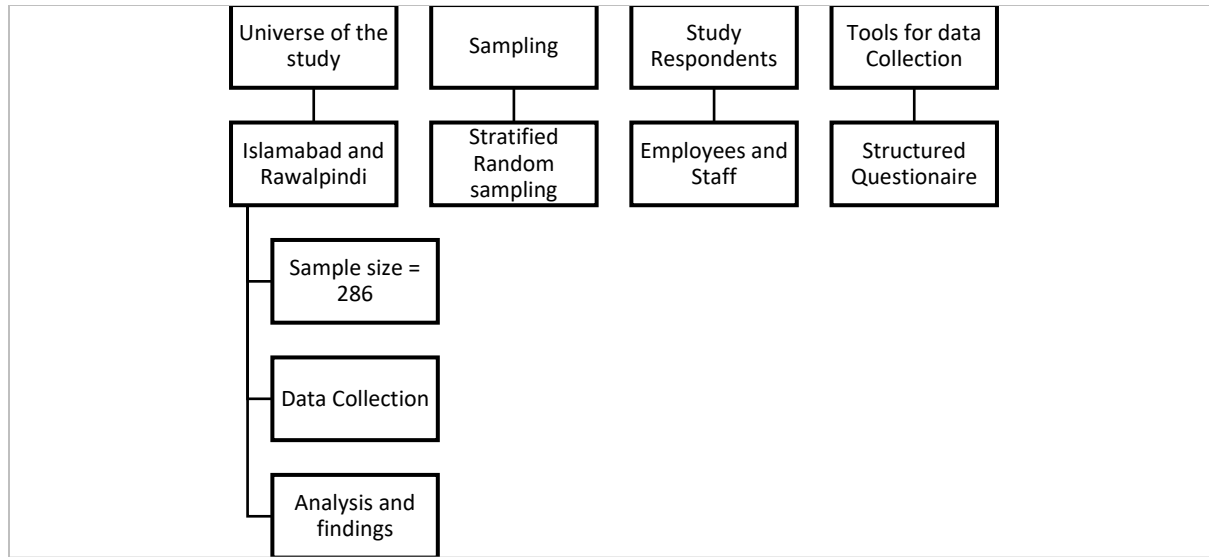 Universe of the
study
Sampling
Study
Respondents
Tools for data
Collection
Islamabad and
Rawalpindi
Stratified
Random
sampling
Employees and
Staff
Structured
Questionaire
Sample size =
286
Data Collection
Analysis and
findings